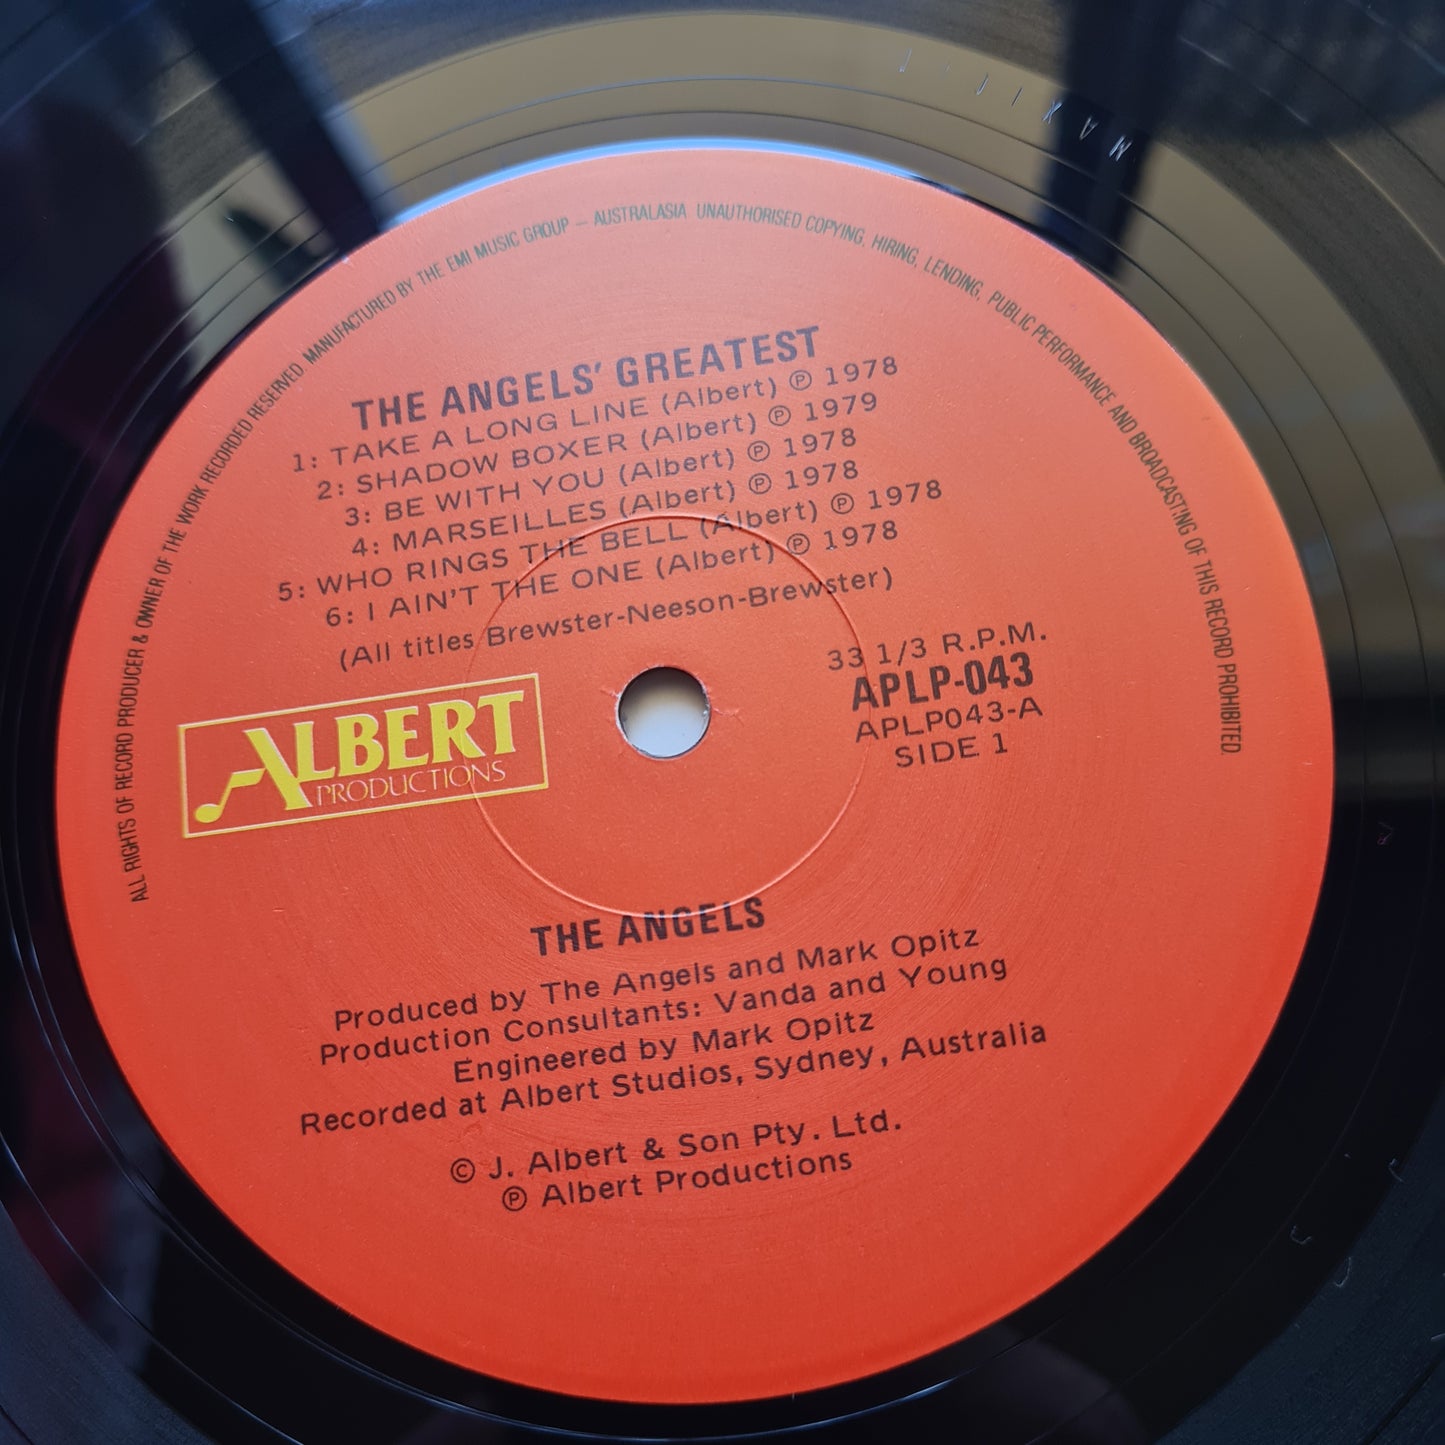 MAXI
ALL RIGHTS OF RECORD PRODUCER & OWNER OF THE WORK RECORDED RESERVED. MANUFACTURED BY THE EMI MUSIC GROUP – AUSTRALASIA UNAUTHORISED COPYING, HIRING, LENDING, PUBLIC PERFORMANCE AND BROADCASTING OF THIS RECORD PROHIBITED.
THE ANGELS' GREATEST
1: TAKE A LONG LINE (Albert) ℗ 1978
2: SHADOW BOXER (Albert) ℗ 1979
3: BE WITH YOU (Albert) ℗ 1978
4: MARSEILLES (Albert) ℗ 1978
5: WHO RINGS THE BELL (Albert) ℗ 1978
6: I AIN'T THE ONE (Albert) ℗ 1978
(All titles Brewster-Neeson-Brewster)
ALBERT
PRODUCTIONS
33 1/3 R.P.M.
APLP-043
APLP043-A
SIDE 1
THE ANGELS
Produced by The Angels and Mark Opitz
Production Consultants: Vanda and Young
Engineered by Mark Opitz
Recorded at Albert Studios, Sydney, Australia
© J. Albert & Son Pty. Ltd.
℗ Albert Productions